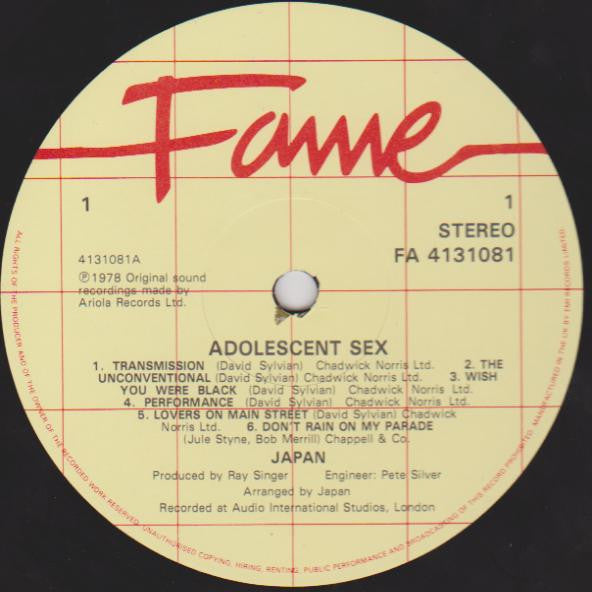 Fame
1
1
STEREO
FA 4131081
4131081A
Ⓟ1978 Original sound
recordings made by
Ariola Records Ltd.
ADOLESCENT SEX
1. TRANSMISSION (David Sylvian) Chadwick Norris Ltd. 2. THE
UNCONVENTIONAL (David Sylvian) Chadwick Norris Ltd. 3. WISH
YOU WERE BLACK (David Sylvian) Chadwick Norris Ltd.
4. PERFORMANCE (David Sylvian) Chadwick Norris Ltd.
5. LOVERS ON MAIN STREET (David Sylvian) Chadwick
Norris Ltd. 6. DON'T RAIN ON MY PARADE
(Jule Styne, Bob Merrill) Chappell & Co.
JAPAN
Produced by Ray Singer Engineer: Pete Silver
Arranged by Japan
Recorded at Audio International Studios, London
ALL RIGHTS OF THE PRODUCER AND OF THE OWNER OF THE RECORDED WORK RESERVED. UNAUTHORISED COPYING, HIRING, RENTING, PUBLIC PERFORMANCE AND BROADCASTING OF THIS RECORD PROHIBITED. MANUFACTURED IN THE UK BY EMI RECORDS LIMITED